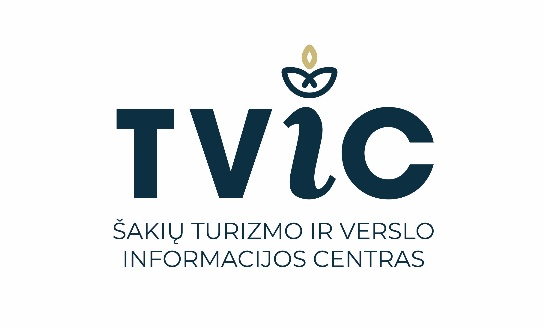 TViC
ŠAKIŲ TURIZMO IR VERSLO
INFORMACIJOS CENTRAS